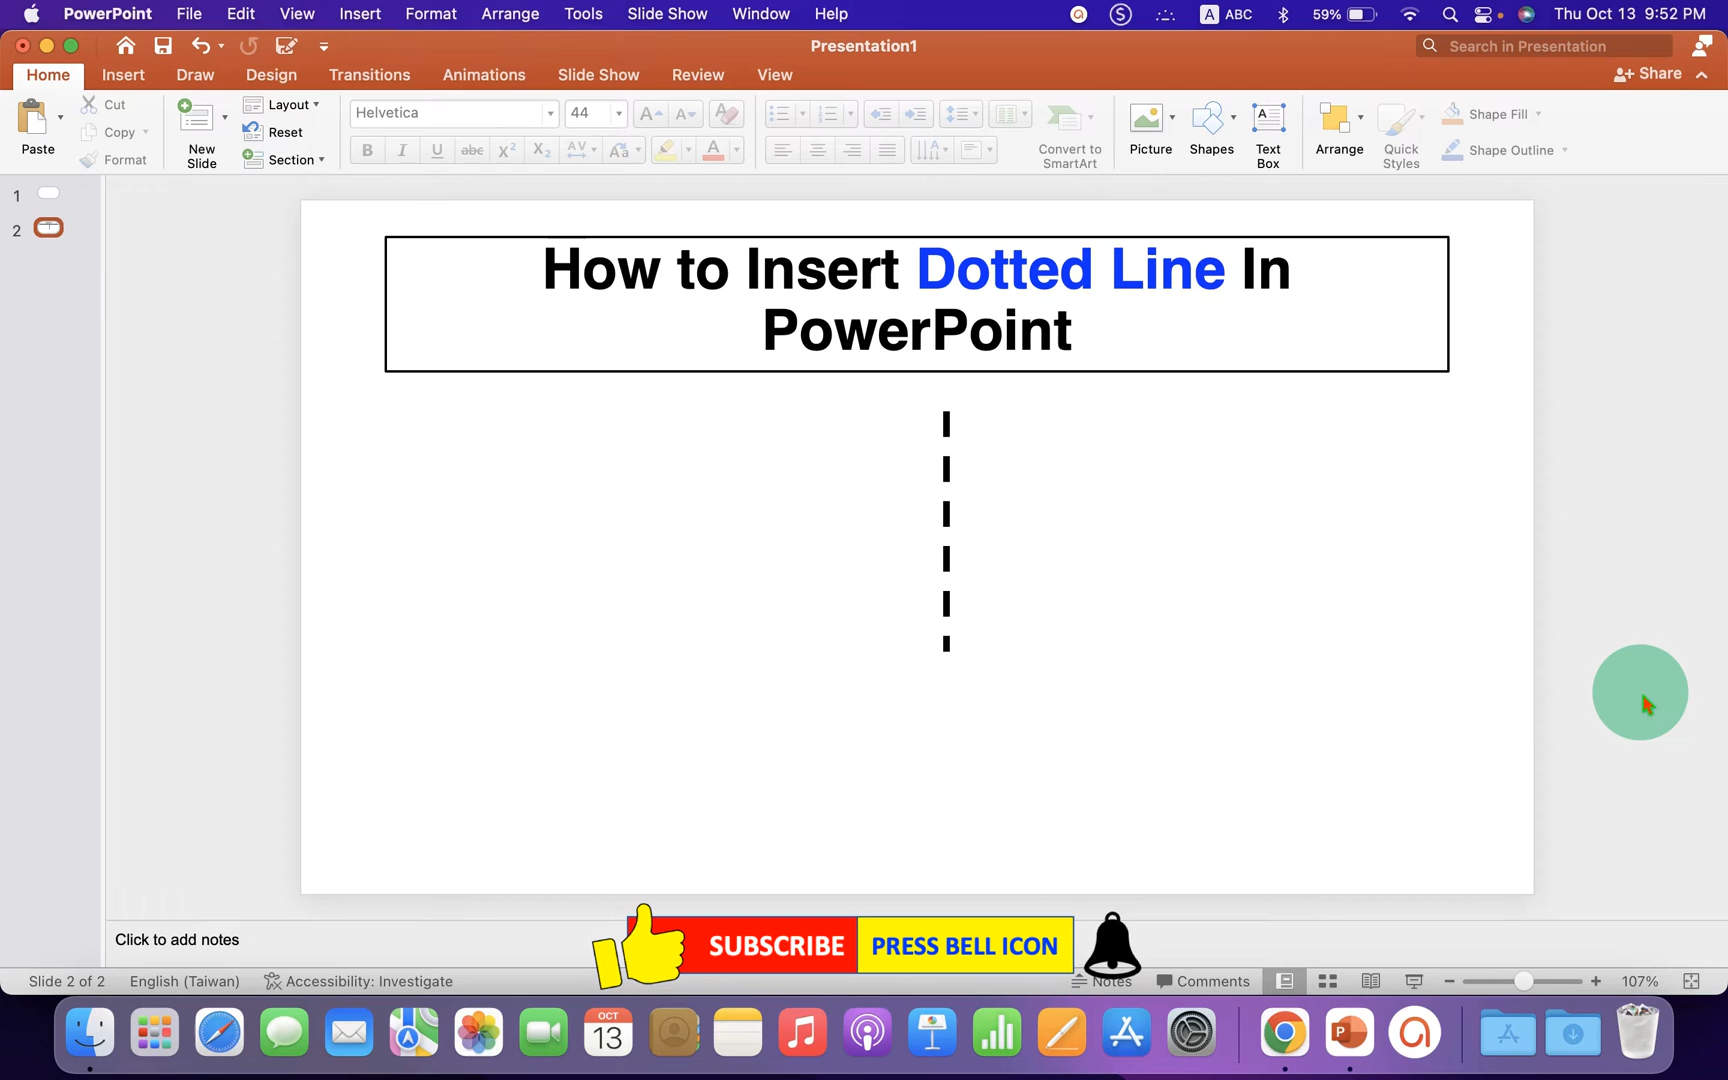 PowerPoint File Edit View Insert Format Arrange Tools Slide Show Window Help A ABC 59% Thu Oct 13 9:52 PM
Presentation1
Search in Presentation
Home Insert Draw Design Transitions Animations Slide Show Review View Share
Paste
Cut
Copy
Format
New
Slide
Layout
Reset
Section
Helvetica 44
Convert to
SmartArt
Picture
Shapes
Text
Box
Arrange
Quick
Styles
Shape Fill
Shape Outline
1
2
How to Insert Dotted Line In
PowerPoint
Click to add notes
SUBSCRIBE PRESS BELL ICON
Slide 2 of 2 English (Taiwan) Accessibility: Investigate Notes Comments 107%
OCT
13